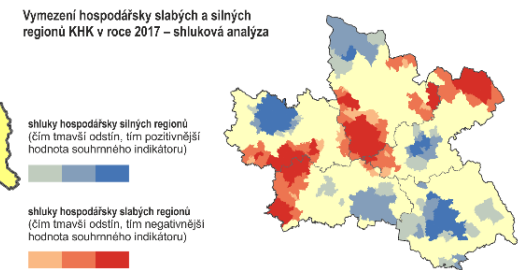 Vymezení hospodářsky slabých a silných
regionů KHK v roce 2017 – shluková analýza
shluky hospodářsky silných regionů
(čím tmavší odstín, tím pozitivnější
hodnota souhrnného indikátoru)
shluky hospodářsky slabých regionů
(čím tmavší odstín, tím negativnější
hodnota souhrnného indikátoru)